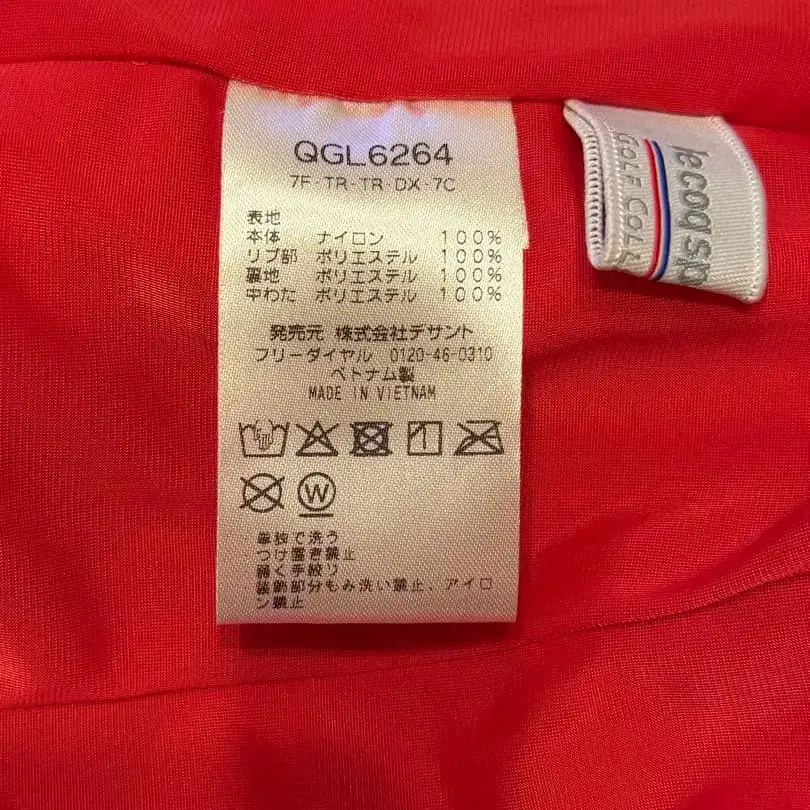 QGL6264
7F-TR-TR-DX-7C
表地
本体 ナイロン 100%
リブ部 ポリエステル 100%
裏地 ポリエステル 100%
中わた ポリエステル 100%
発売元 株式会社デサント
フリーダイヤル 0120-46-0310
ベトナム製
MADE IN VIETNAM
W
・単独で洗う
・つけ置き禁止
・弱く手絞り
・装飾部分もみ洗い禁止、アイロ
ン禁止
le coq sp
GOLF COLL